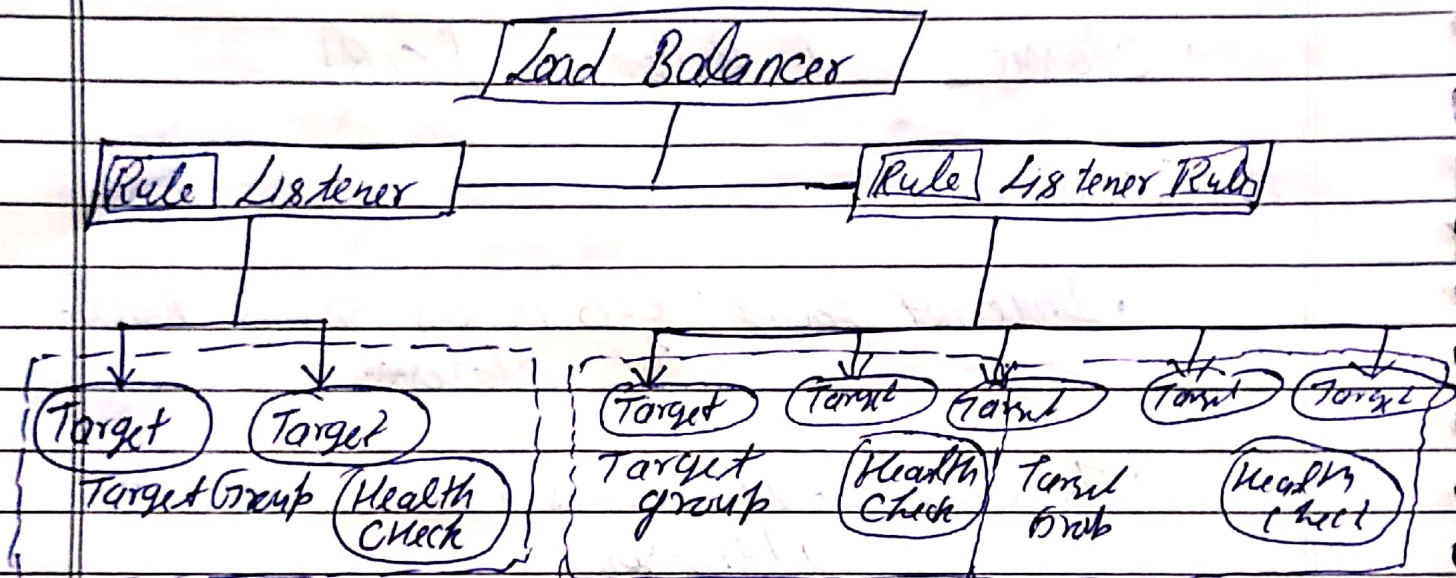 Load Balancer
Rule Listener
Rule Listener Rule
Target
Target
Target
Target
Target
Target
Target
Target Group
Health
Check
Target
group
Health
Check
Target
Group
Health
Check